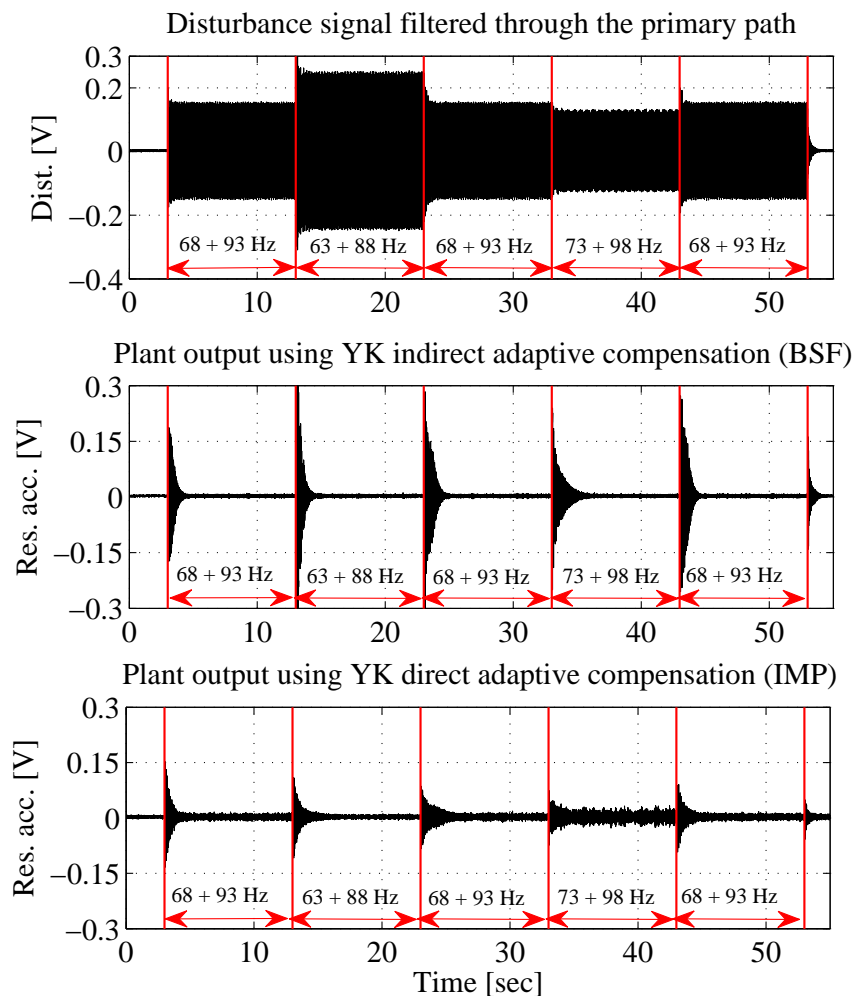 Disturbance signal filtered through the primary path
Dist. [V]
0.3
0.2
0
−0.2
−0.4
68 + 93 Hz
63 + 88 Hz
68 + 93 Hz
73 + 98 Hz
68 + 93 Hz
0 10 20 30 40 50
Plant output using YK indirect adaptive compensation (BSF)
Res. acc. [V]
0.3
0.15
0
−0.15
−0.3
68 + 93 Hz
63 + 88 Hz
68 + 93 Hz
73 + 98 Hz
68 + 93 Hz
0 10 20 30 40 50
Plant output using YK direct adaptive compensation (IMP)
Res. acc. [V]
0.3
0.15
0
−0.15
−0.3
68 + 93 Hz
63 + 88 Hz
68 + 93 Hz
73 + 98 Hz
68 + 93 Hz
0 10 20 30 40 50
Time [sec]